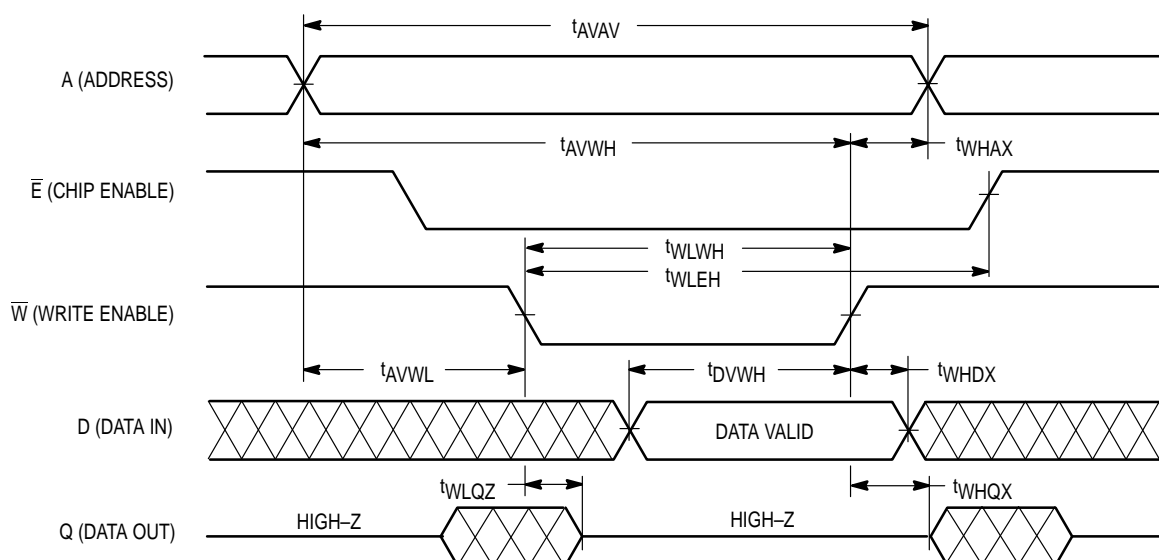 tAVAV
A (ADDRESS)
tAVWH
tWHAX
E̅ (CHIP ENABLE)
tWLWH
tWLEH
W̅ (WRITE ENABLE)
tAVWL
tDVWH
tWHDX
D (DATA IN)
DATA VALID
tWLQZ
tWHQX
Q (DATA OUT)
HIGH–Z
HIGH–Z